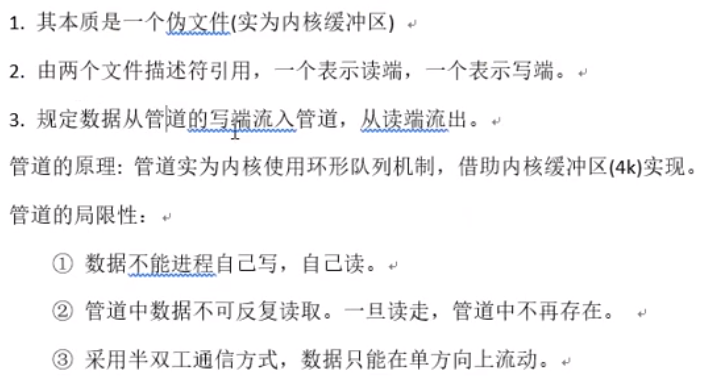 1. 其本质是一个伪文件(实为内核缓冲区)
2. 由两个文件描述符引用，一个表示读端，一个表示写端。
3. 规定数据从管道的写端流入管道，从读端流出。
管道的原理: 管道实为内核使用环形队列机制，借助内核缓冲区(4k)实现。
管道的局限性：
① 数据不能进程自己写，自己读。
② 管道中数据不可反复读取。一旦读走，管道中不再存在。
③ 采用半双工通信方式，数据只能在单方向上流动。